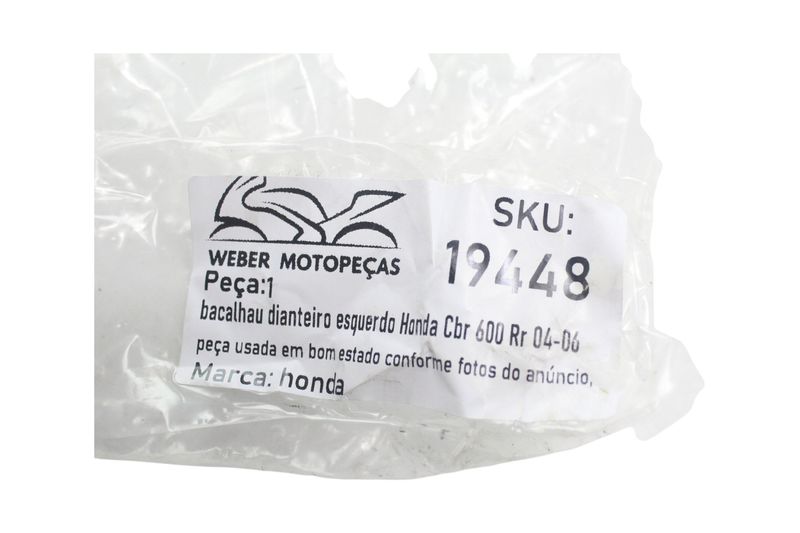 WEBER MOTOPEÇAS
SKU:
19448
Peça:1
bacalhau dianteiro esquerdo Honda Cbr 600 Rr 04-06
peça usada em bom estado conforme fotos do anúncio,
Marca: honda